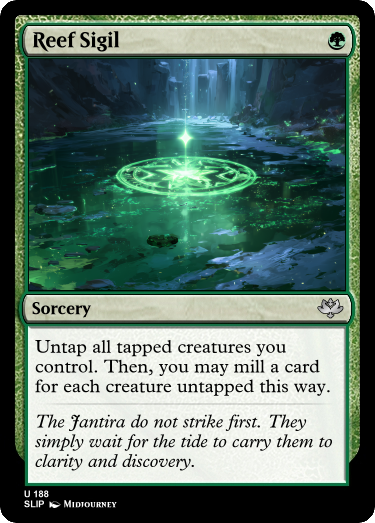 Reef Sigil
Sorcery
Untap all tapped creatures you
control. Then, you may mill a card
for each creature untapped this way.
The Jantira do not strike first. They
simply wait for the tide to carry them to
clarity and discovery.
U 188
SLIP Midjourney